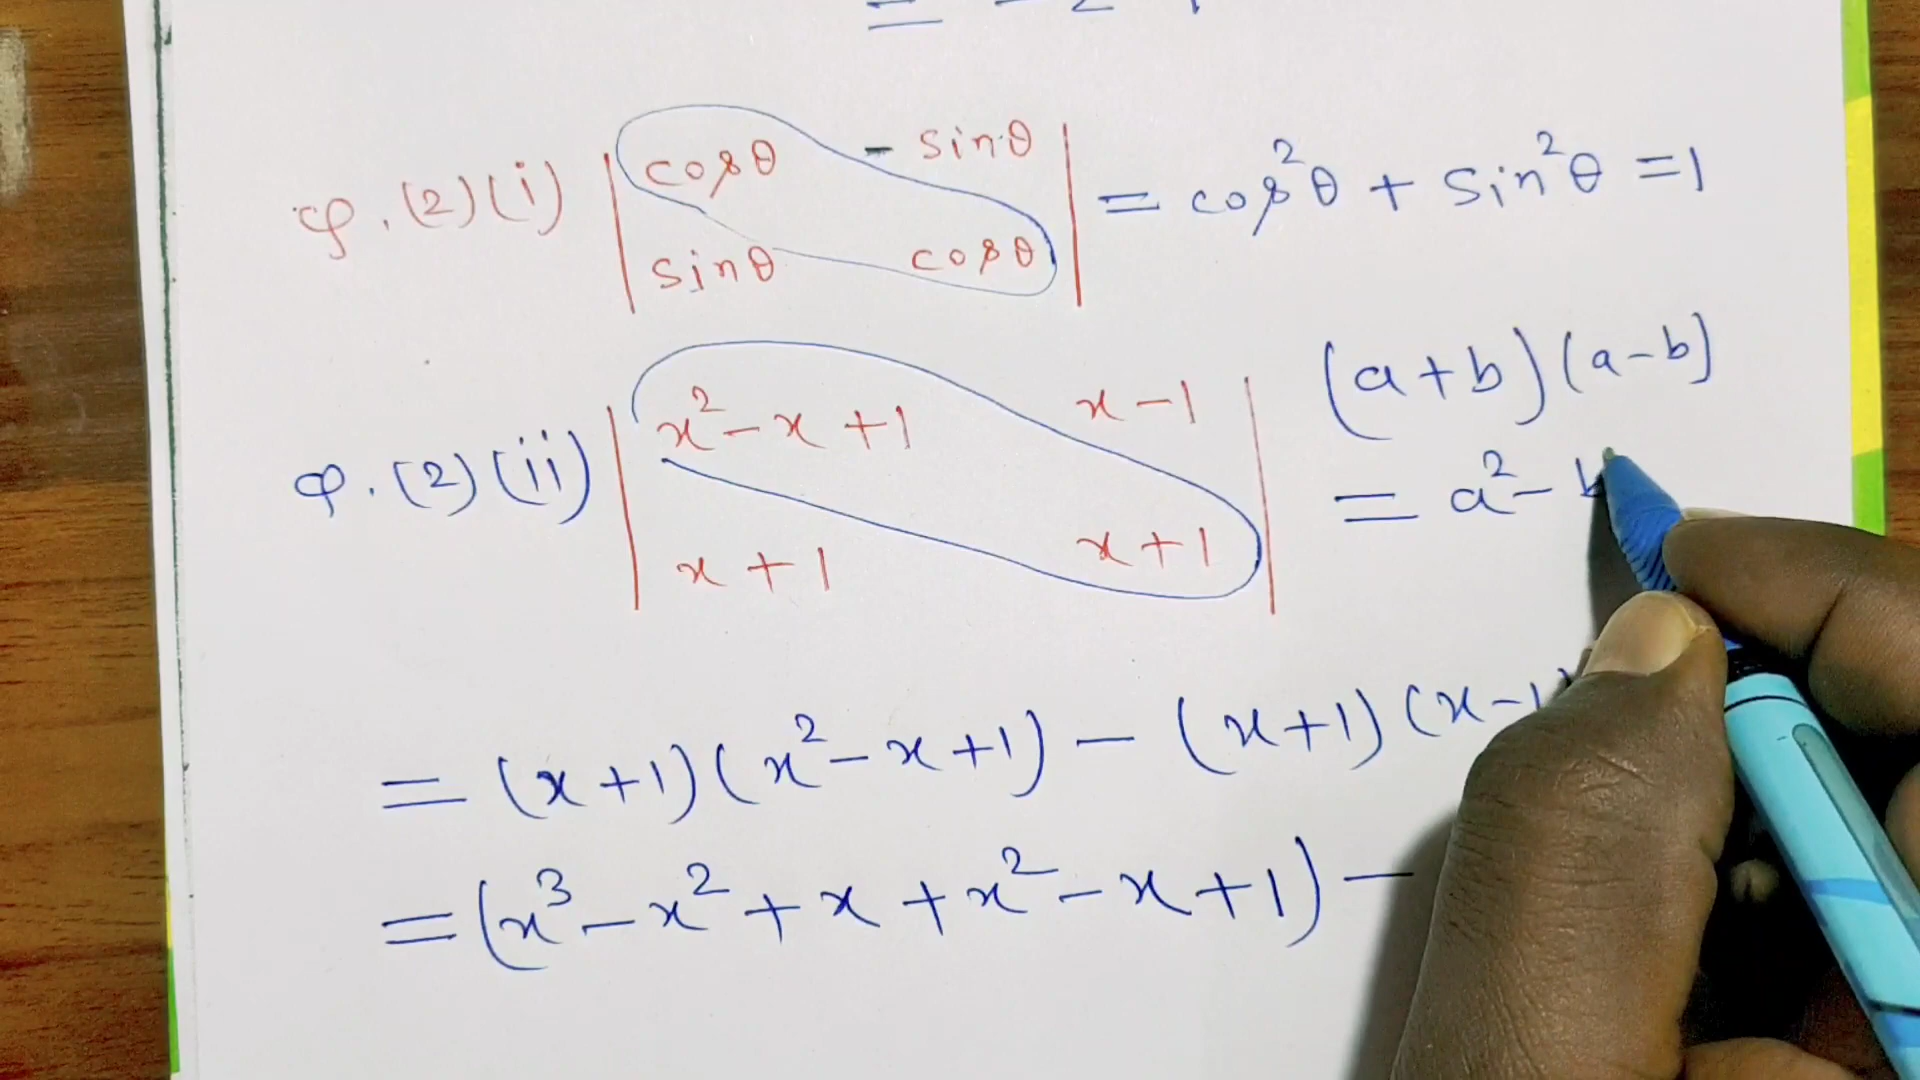 Q.(2)(i) | cosθ - sinθ | = cos²θ + sin²θ = 1
sinθ cosθ
Q.(2)(ii) | x² - x + 1 x - 1 |
x + 1 x + 1
(a+b)(a-b)
= a² - b
= (x+1)(x² - x + 1) - (x+1)(x-1)
= (x³ - x² + x + x² - x + 1) -